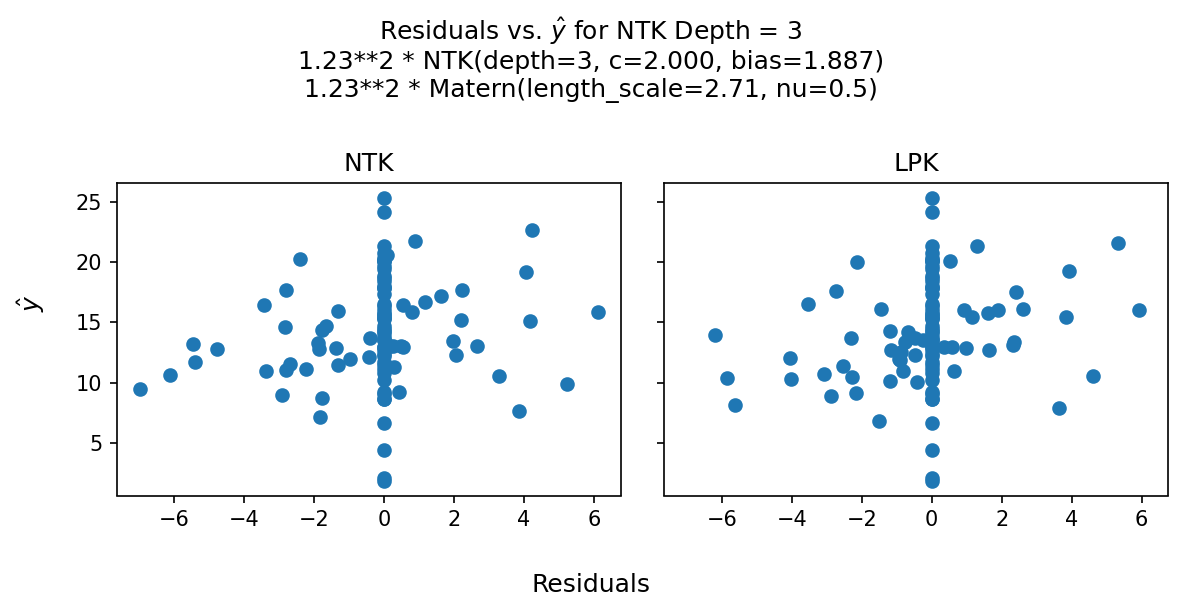 Residuals vs. ŷ for NTK Depth = 3
1.23**2 * NTK(depth=3, c=2.000, bias=1.887)
1.23**2 * Matern(length_scale=2.71, nu=0.5)
NTK
LPK
25
20
15
10
5
ŷ
−6 −4 −2 0 2 4 6
−6 −4 −2 0 2 4 6
Residuals